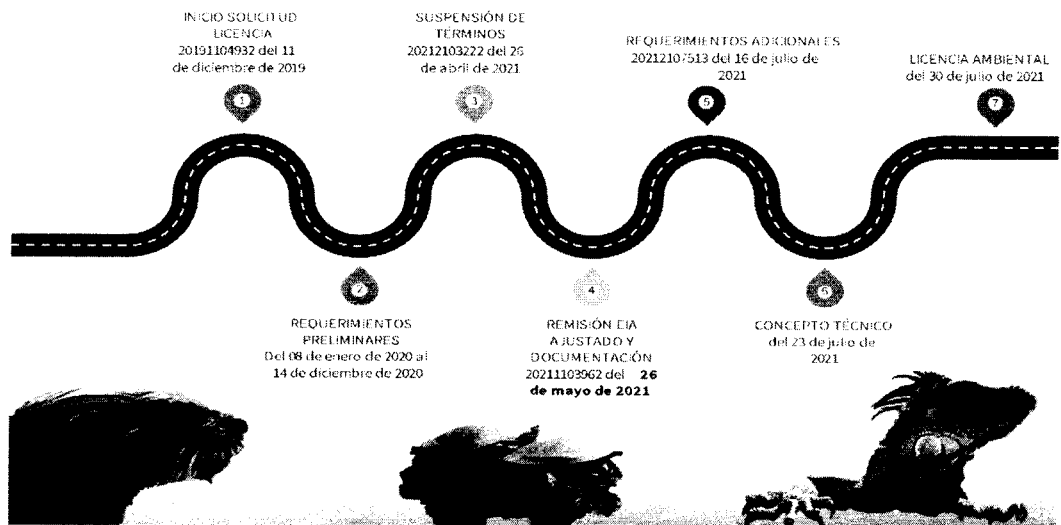 INICIO SOLICITUD
LICENCIA
20191104932 del 11
de diciembre de 2019
1
REQUERIMIENTOS
PRELIMINARES
Del 08 de enero de 2020 al
14 de diciembre de 2020
2
SUSPENSIÓN DE
TÉRMINOS
20212103222 del 26
de abril de 2021
3
REMISIÓN EIA
AJUSTADO Y
DOCUMENTACIÓN
20211103962 del 26
de mayo de 2021
4
REQUERIMIENTOS ADICIONALES
20212107513 del 16 de julio de
2021
5
CONCEPTO TÉCNICO
del 23 de julio de
2021
6
LICENCIA AMBIENTAL
del 30 de julio de 2021
7